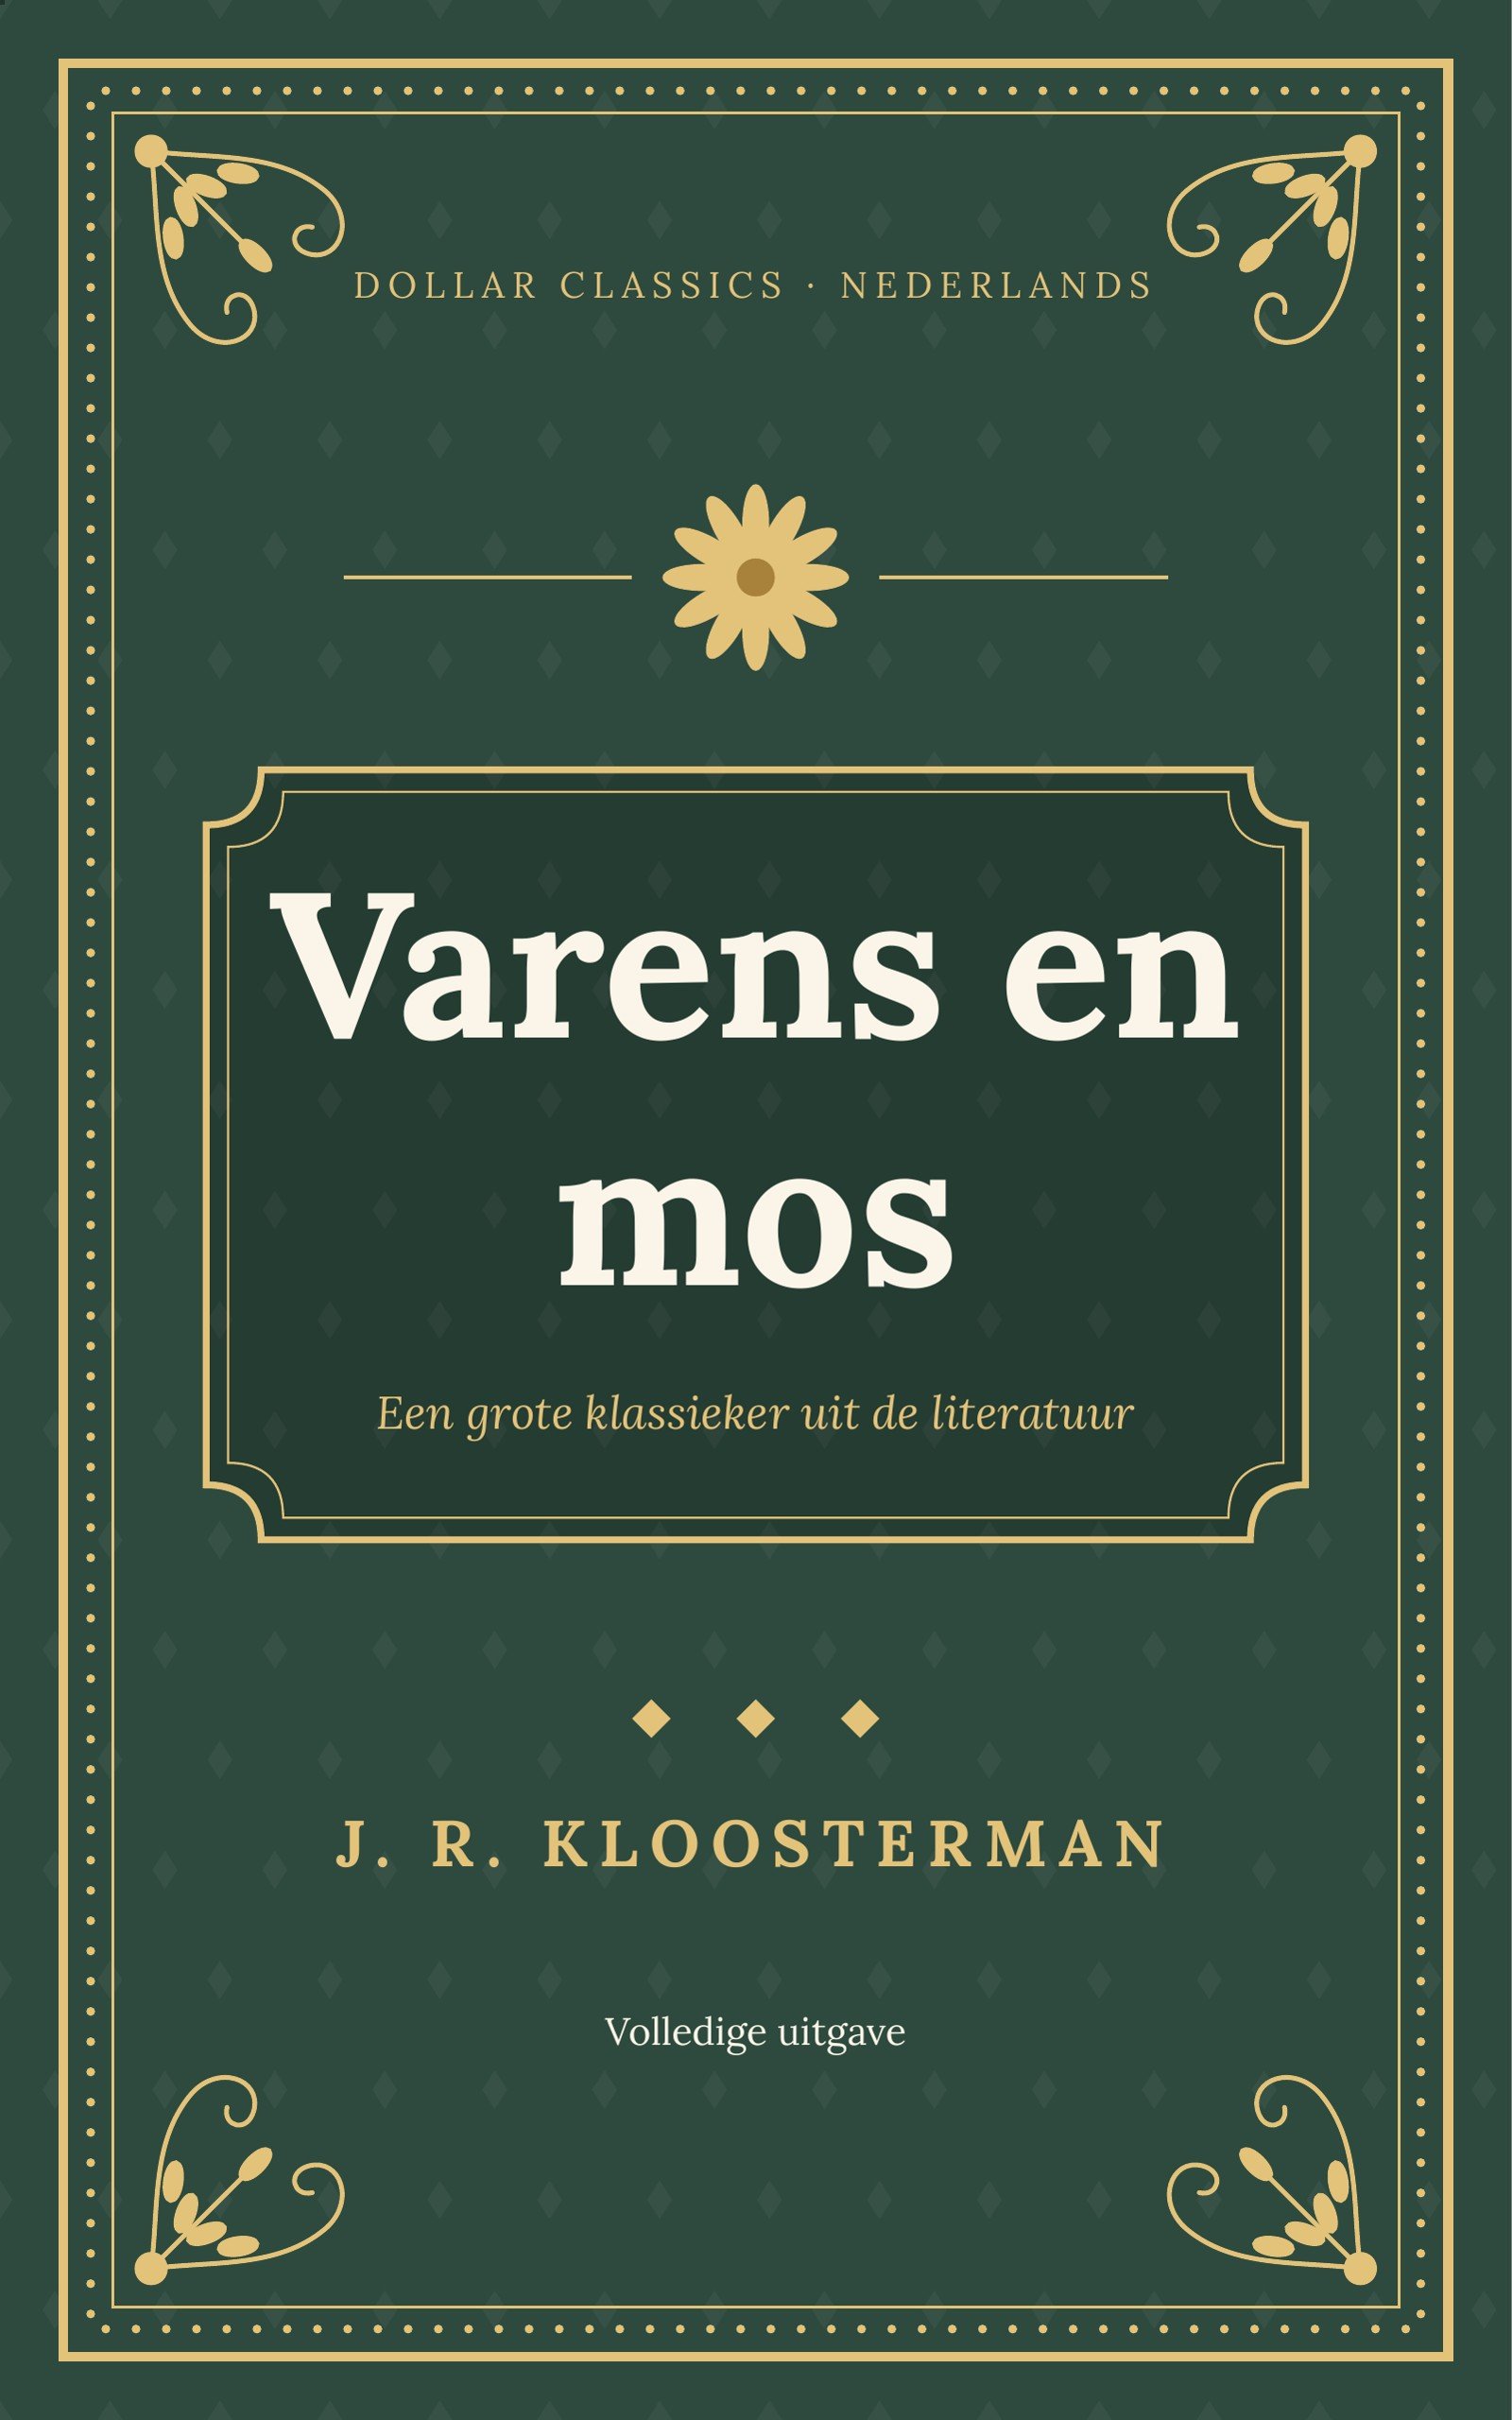 DOLLAR CLASSICS · NEDERLANDS
Varens en
mos
Een grote klassieker uit de literatuur
J. R. KLOOSTERMAN
Volledige uitgave